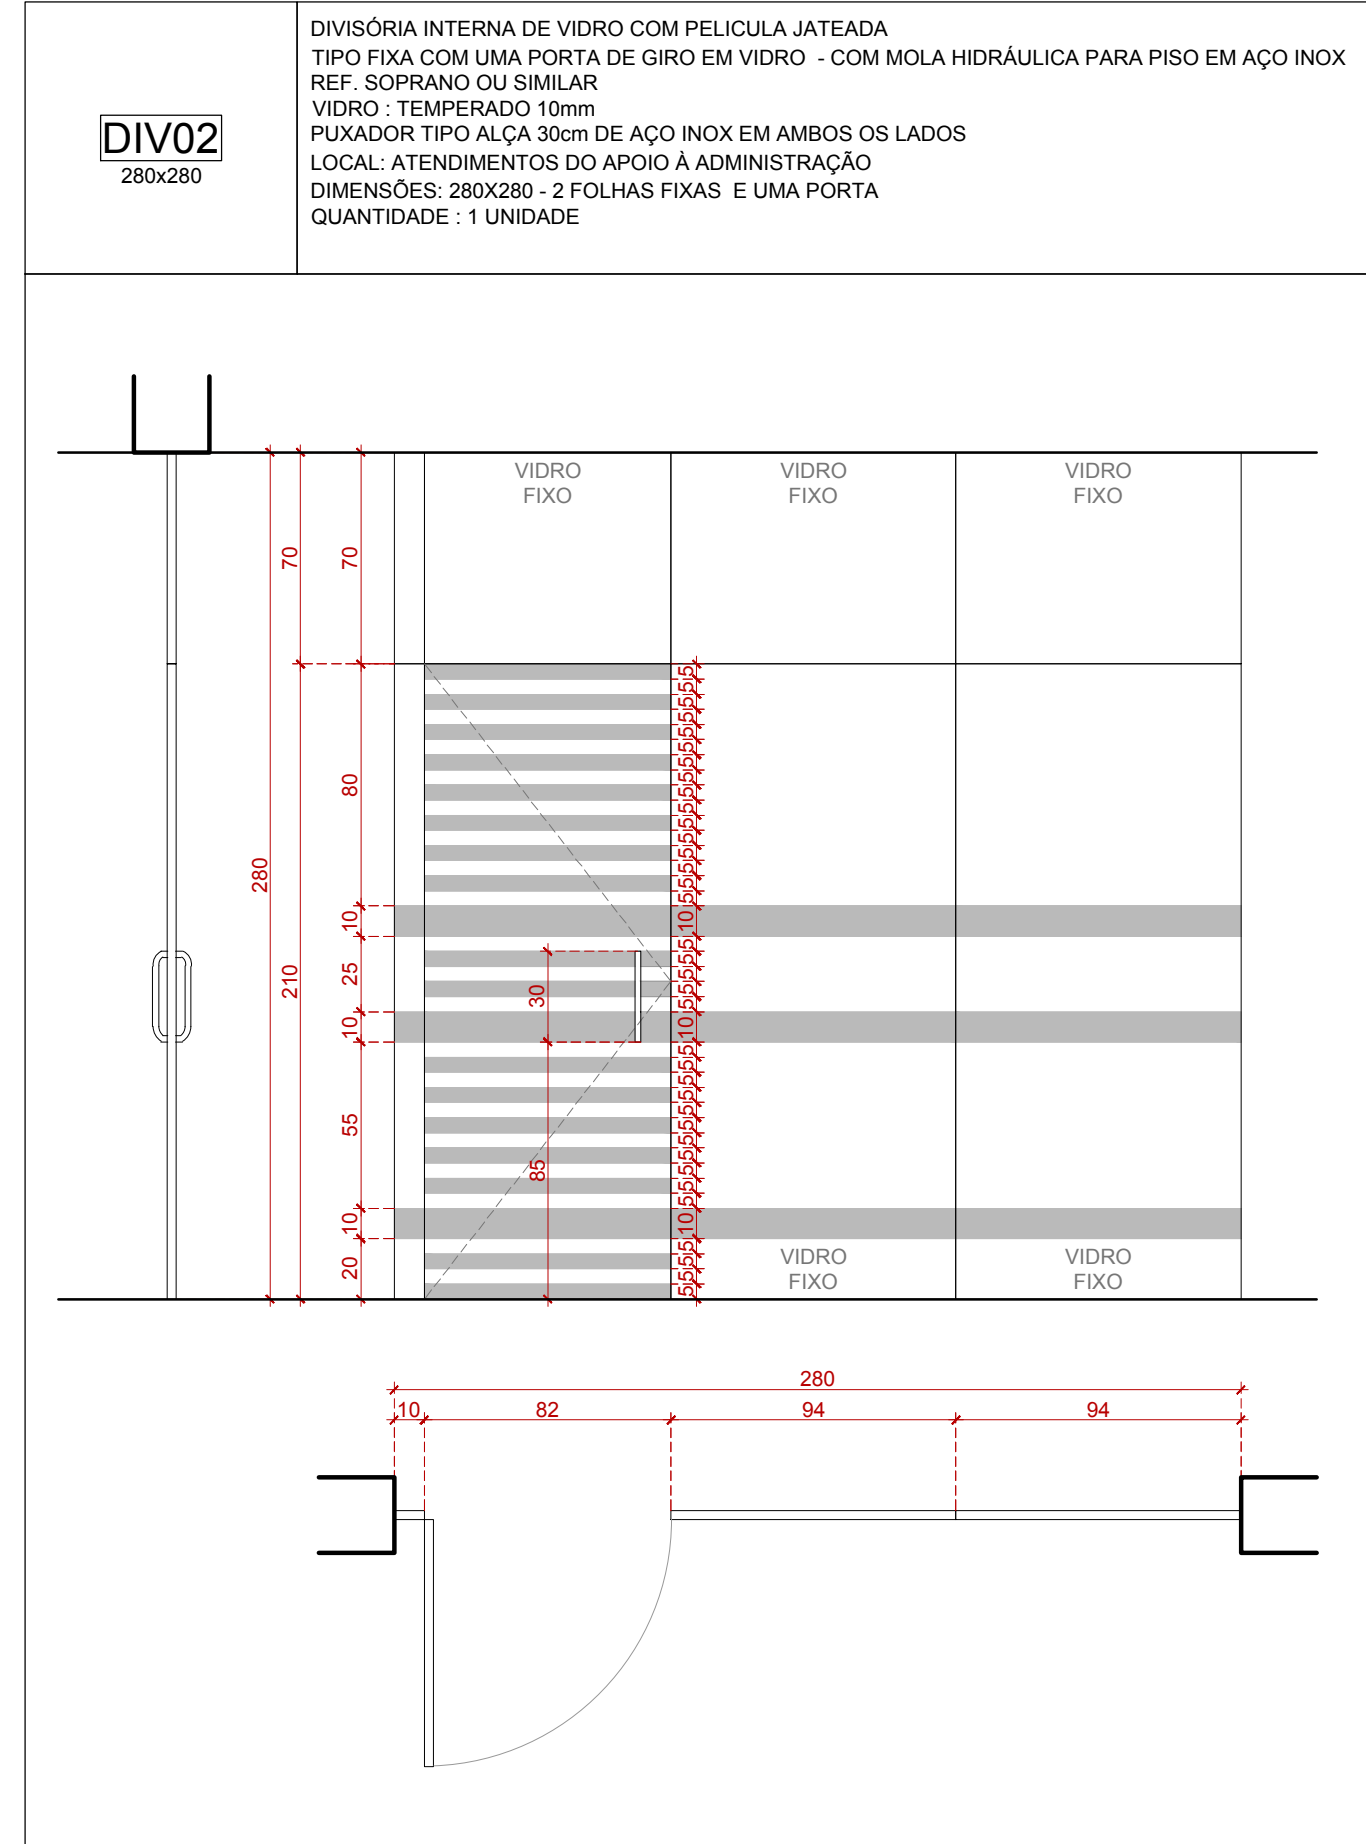 DIV02
280x280
DIVISÓRIA INTERNA DE VIDRO COM PELICULA JATEADA
TIPO FIXA COM UMA PORTA DE GIRO EM VIDRO - COM MOLA HIDRÁULICA PARA PISO EM AÇO INOX
REF. SOPRANO OU SIMILAR
VIDRO : TEMPERADO 10mm
PUXADOR TIPO ALÇA 30cm DE AÇO INOX EM AMBOS OS LADOS
LOCAL: ATENDIMENTOS DO APOIO À ADMINISTRAÇÃO
DIMENSÕES: 280X280 - 2 FOLHAS FIXAS E UMA PORTA
QUANTIDADE : 1 UNIDADE
VIDRO
FIXO
VIDRO
FIXO
VIDRO
FIXO
280
70
210
70
80
10
25
10
55
10
20
30
85
10
10
10
VIDRO
FIXO
VIDRO
FIXO
280
10
82
94
94